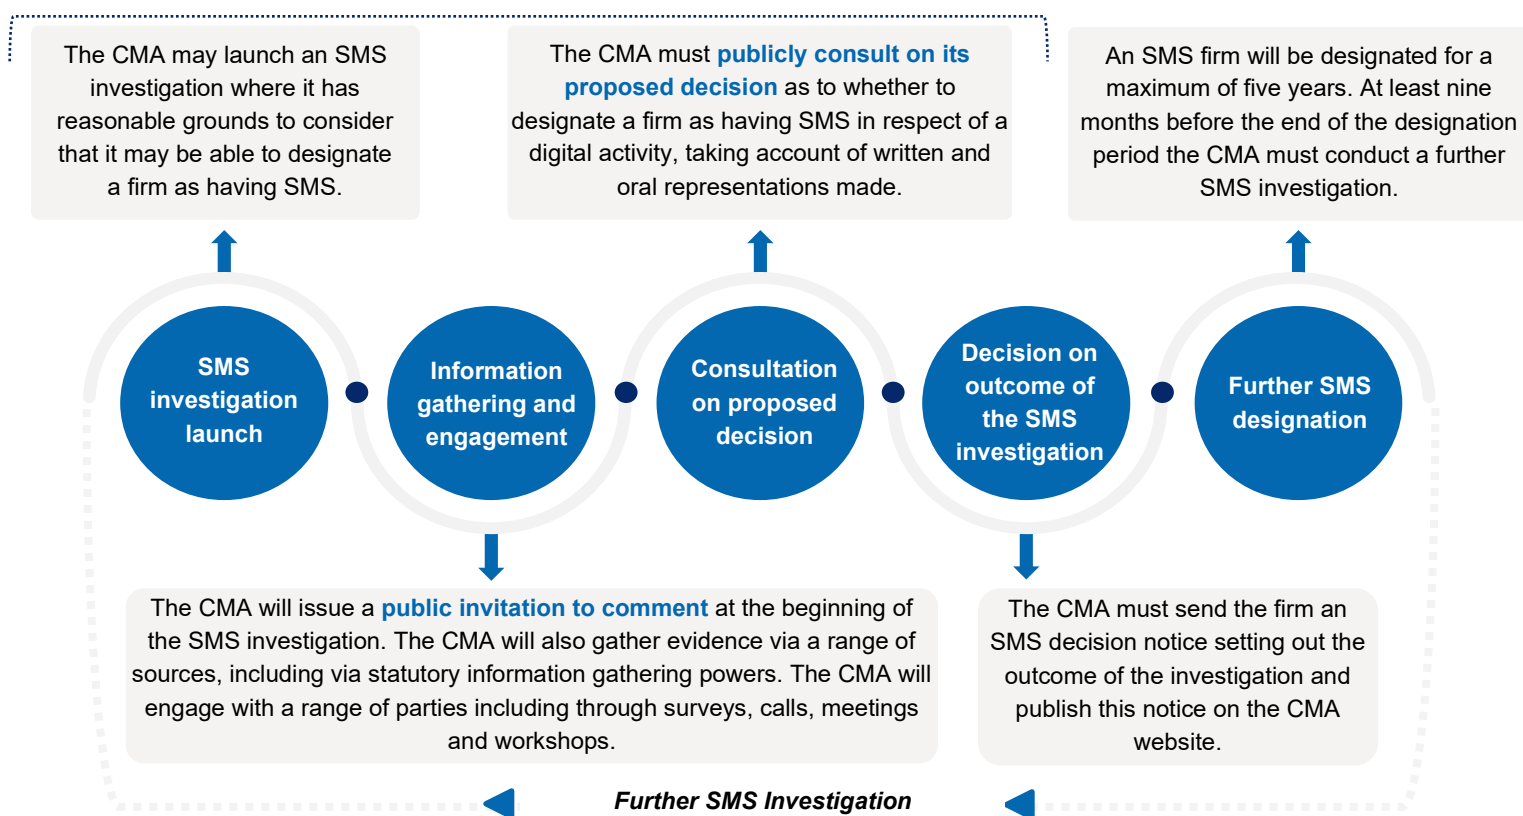 The CMA may launch an SMS
investigation where it has
reasonable grounds to consider
that it may be able to designate
a firm as having SMS.
The CMA must publicly consult on its
proposed decision as to whether to
designate a firm as having SMS in respect of a
digital activity, taking account of written and
oral representations made.
An SMS firm will be designated for a
maximum of five years. At least nine
months before the end of the designation
period the CMA must conduct a further
SMS investigation.
SMS
investigation
launch
Information
gathering and
engagement
Consultation
on proposed
decision
Decision on
outcome of
the SMS
investigation
Further SMS
designation
The CMA will issue a public invitation to comment at the beginning of
the SMS investigation. The CMA will also gather evidence via a range of
sources, including via statutory information gathering powers. The CMA will
engage with a range of parties including through surveys, calls, meetings
and workshops.
The CMA must send the firm an
SMS decision notice setting out the
outcome of the investigation and
publish this notice on the CMA
website.
Further SMS Investigation